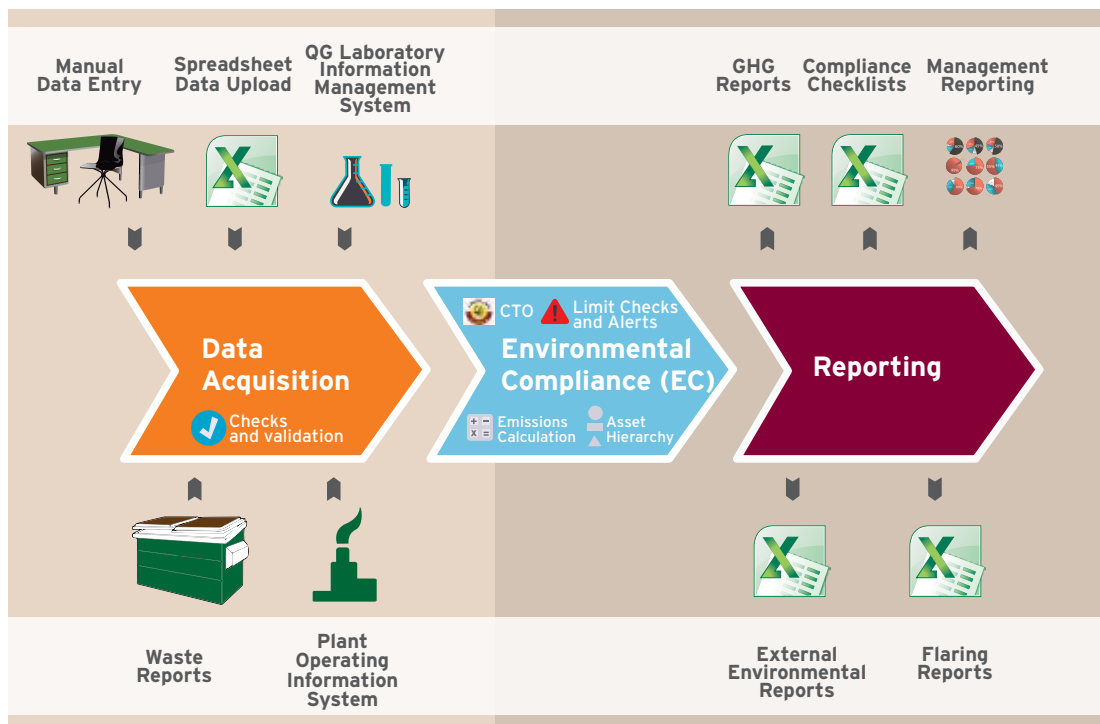 Manual
Data Entry
Spreadsheet
Data Upload
QG Laboratory
Information
Management
System
GHG
Reports
Compliance
Checklists
Management
Reporting
Data
Acquisition
Checks
and validation
CTO
Limit Checks
and Alerts
Environmental
Compliance (EC)
Emissions
Calculation
Asset
Hierarchy
Reporting
Waste
Reports
Plant
Operating
Information
System
External
Environmental
Reports
Flaring
Reports